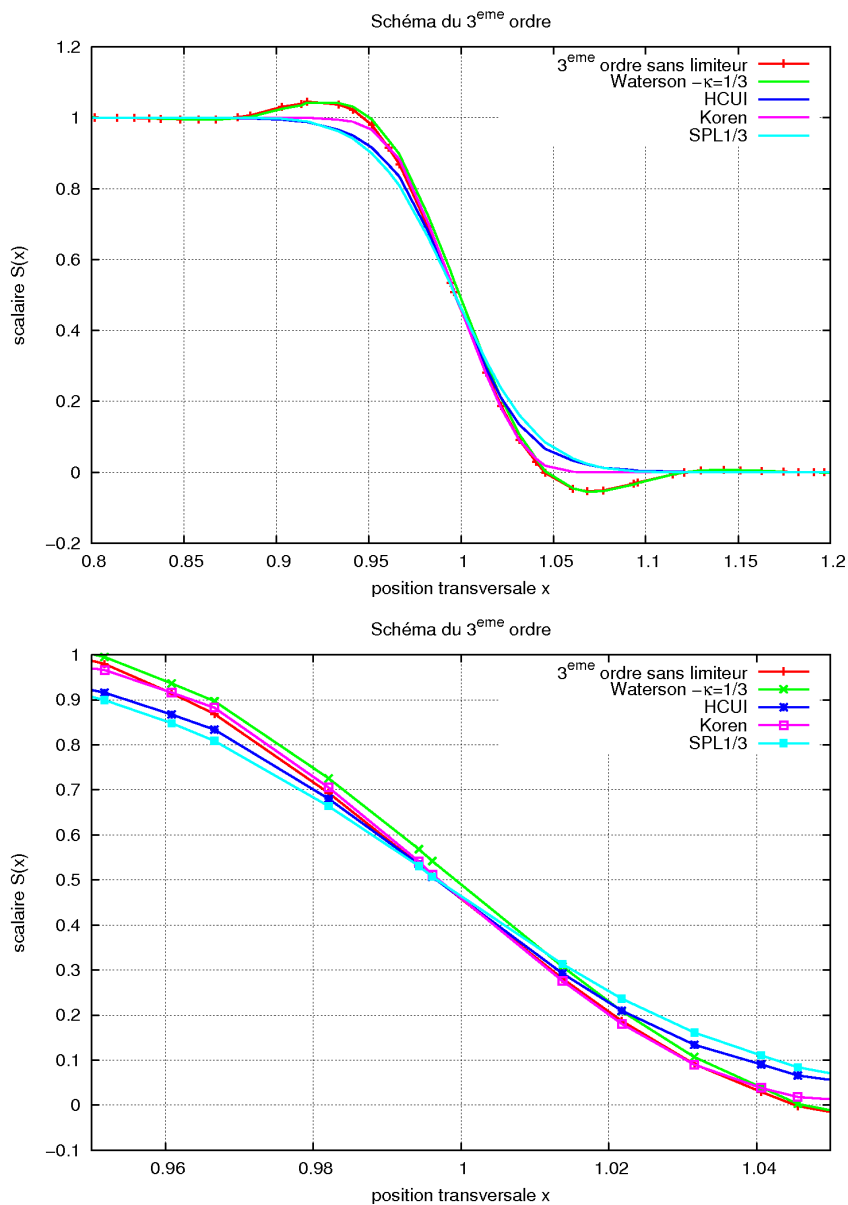 Schéma du 3eme ordre
1.2
1
0.8
0.6
0.4
0.2
0
−0.2
scalaire S(x)
3eme ordre sans limiteur
Waterson −κ=1/3
HCUI
Koren
SPL1/3
0.8 0.85 0.9 0.95 1 1.05 1.1 1.15 1.2
position transversale x
Schéma du 3eme ordre
1
0.9
0.8
0.7
0.6
0.5
0.4
0.3
0.2
0.1
0
−0.1
scalaire S(x)
3eme ordre sans limiteur
Waterson −κ=1/3
HCUI
Koren
SPL1/3
0.96 0.98 1 1.02 1.04
position transversale x